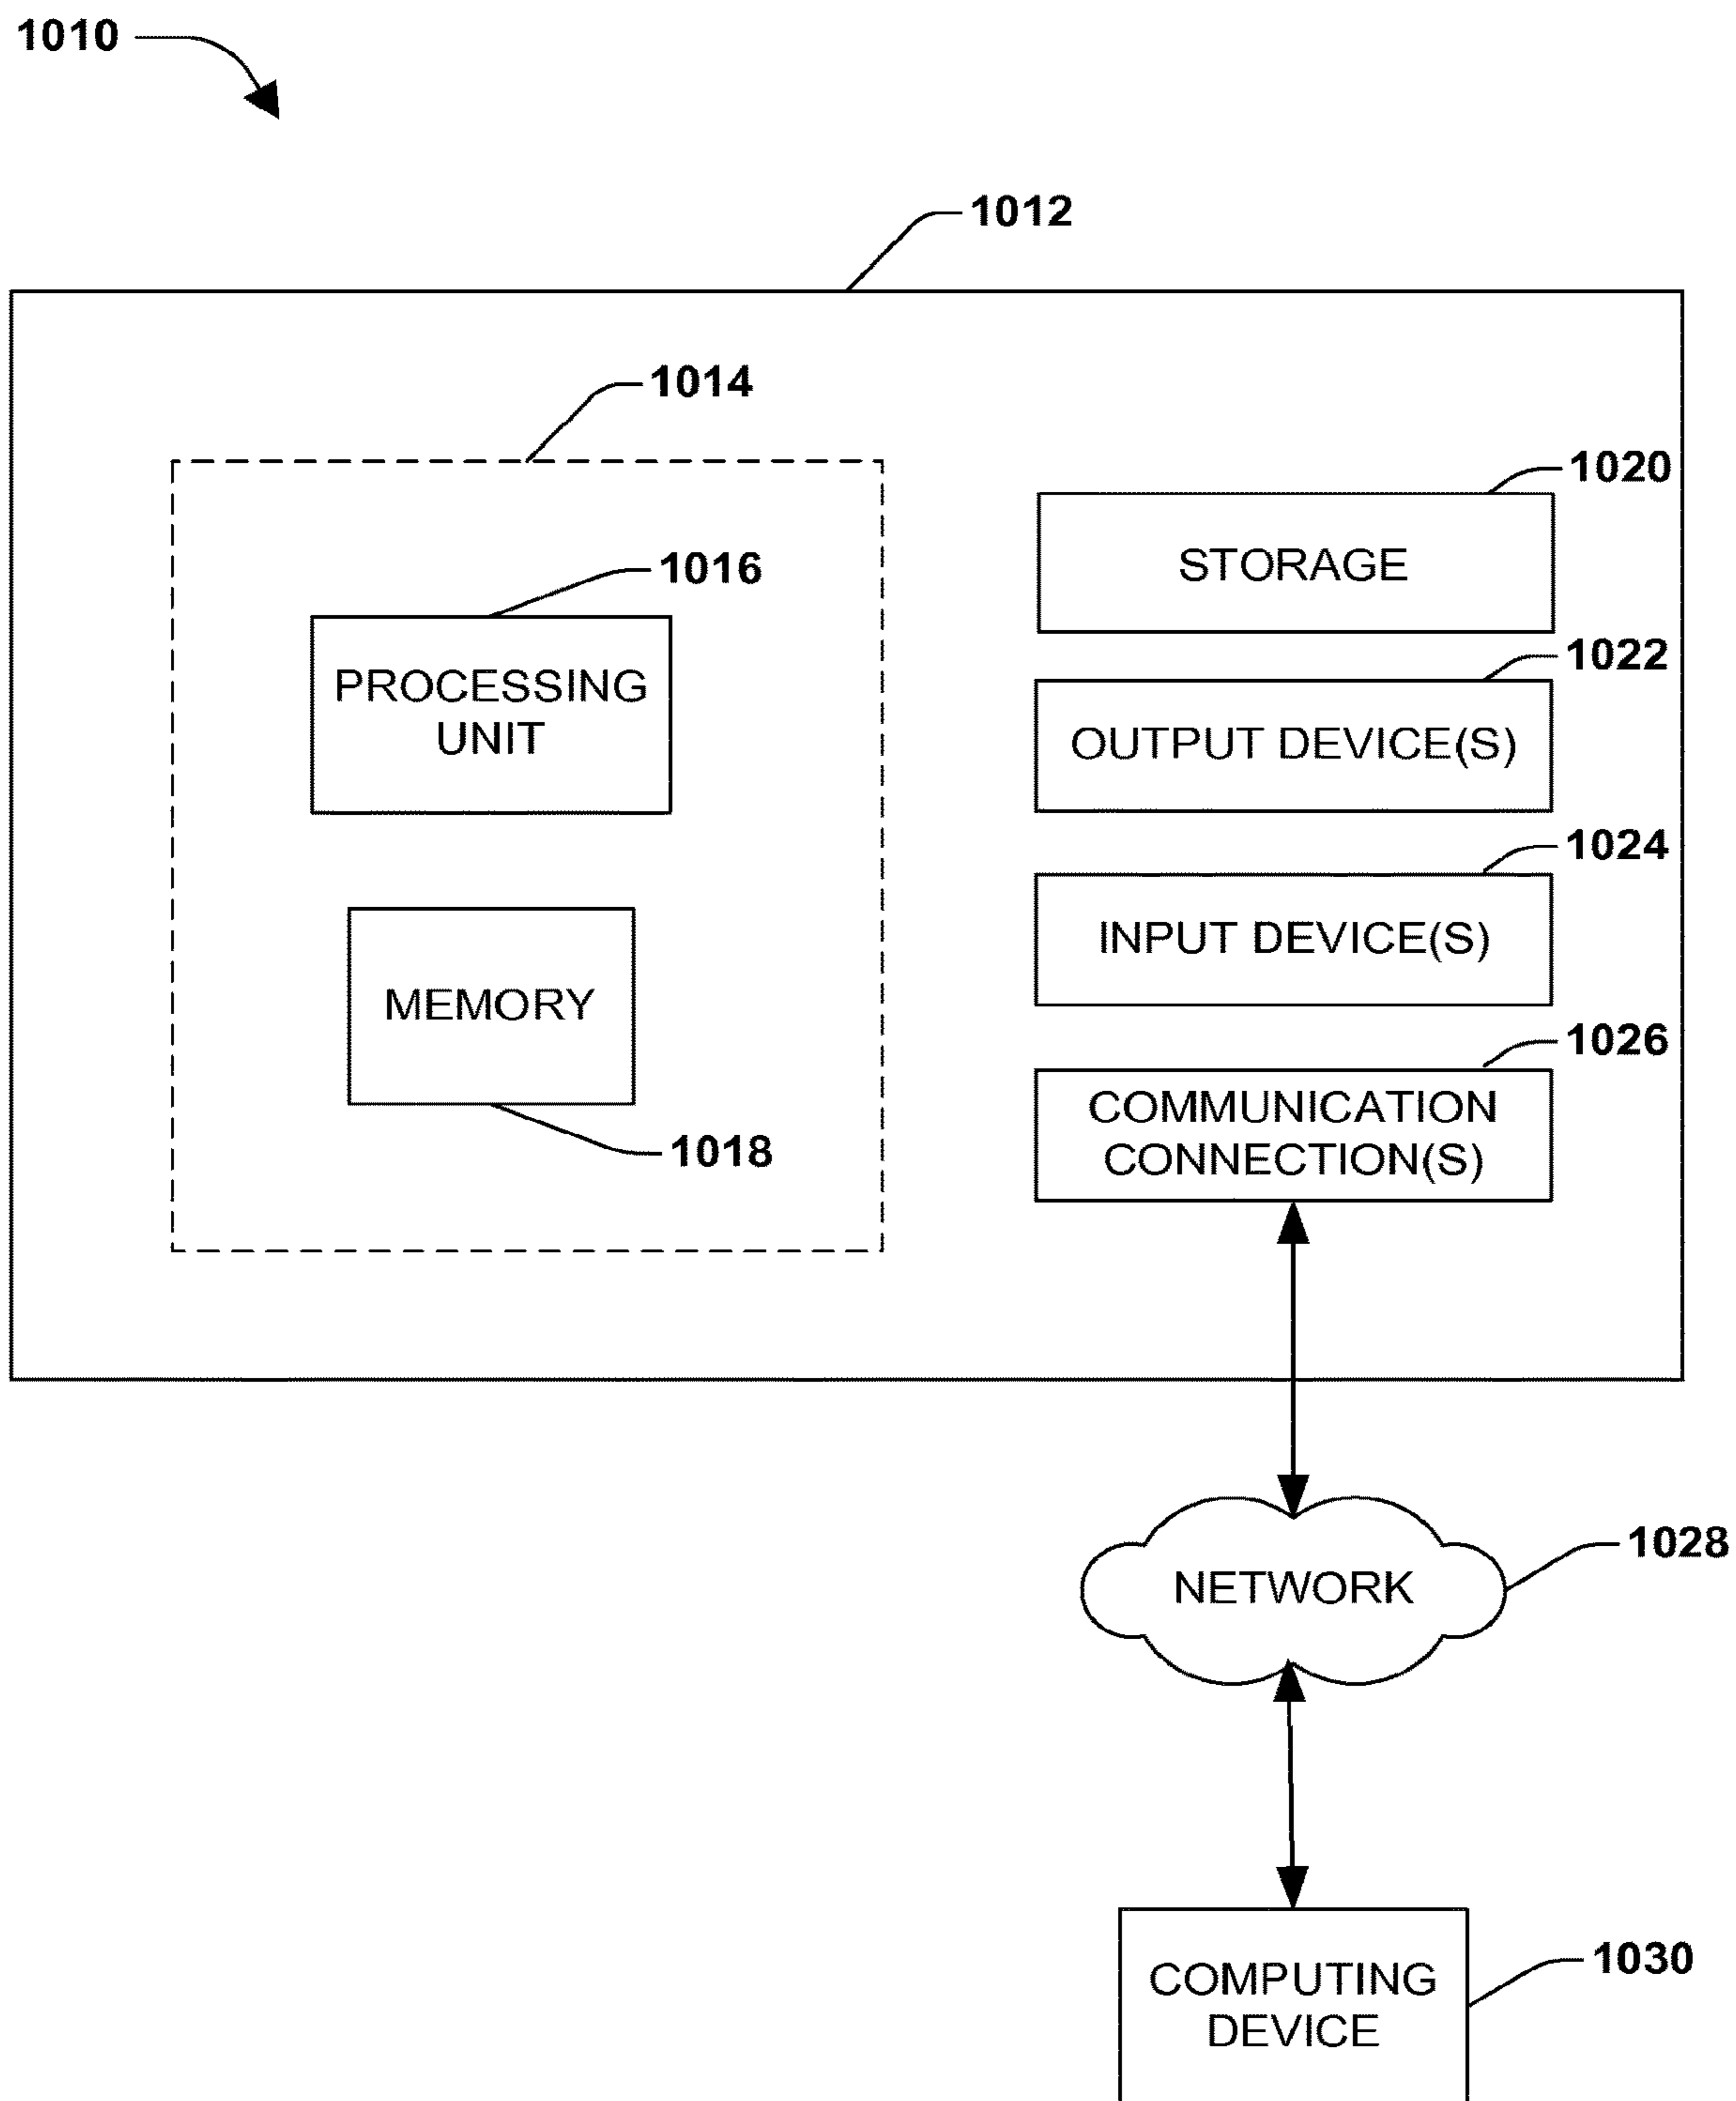 1010
1012
1014
1020
STORAGE
1016
PROCESSING
UNIT
1022
OUTPUT DEVICE(S)
1024
INPUT DEVICE(S)
MEMORY
1018
1026
COMMUNICATION
CONNECTION(S)
1028
NETWORK
1030
COMPUTING
DEVICE